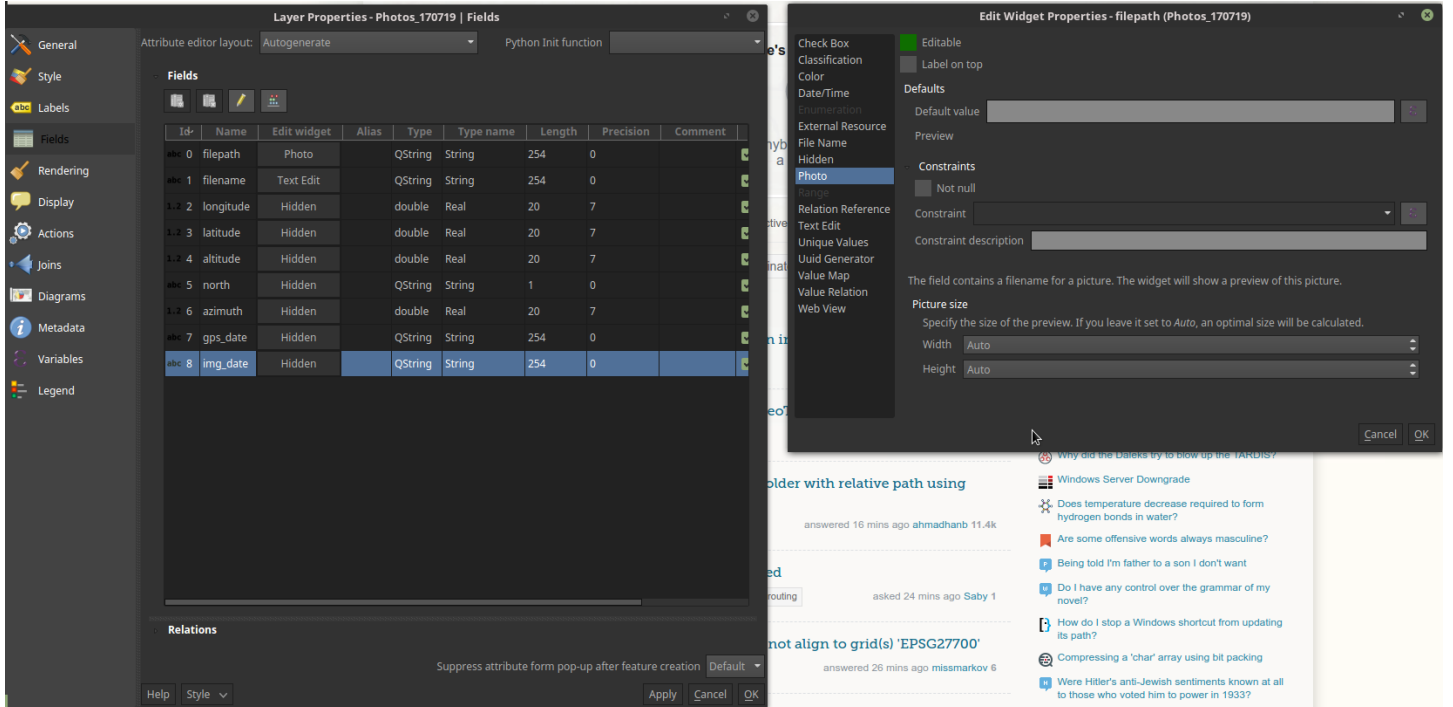 Layer Properties - Photos_170719 | Fields
General
Style
abc Labels
Fields
Rendering
Display
Actions
Joins
Diagrams
Metadata
Variables
Legend
Attribute editor layout: Autogenerate Python Init function
Fields
Id Name Edit widget Alias Type Type name Length Precision Comment
abc 0 filepath Photo QString String 254 0
abc 1 filename Text Edit QString String 254 0
1.2 2 longitude Hidden double Real 20 7
1.2 3 latitude Hidden double Real 20 7
1.2 4 altitude Hidden double Real 20 7
abc 5 north Hidden QString String 1 0
1.2 6 azimuth Hidden double Real 20 7
abc 7 gps_date Hidden QString String 254 0
abc 8 img_date Hidden QString String 254 0
Relations
Suppress attribute form pop-up after feature creation Default
Help Style Apply Cancel OK
Edit Widget Properties - filepath (Photos_170719)
Check Box
Classification
Color
Date/Time
Enumeration
External Resource
File Name
Hidden
Photo
Range
Relation Reference
Text Edit
Unique Values
Uuid Generator
Value Map
Value Relation
Web View
Editable
Label on top
Defaults
Default value
Preview
Constraints
Not null
Constraint
Constraint description
The field contains a filename for a picture. The widget will show a preview of this picture.
Picture size
Specify the size of the preview. If you leave it set to Auto, an optimal size will be calculated.
Width Auto
Height Auto
Cancel OK
e's
a
older with relative path using
answered 16 mins ago ahmadhanb 11.4k
ed
routing
asked 24 mins ago Saby 1
not align to grid(s) 'EPSG27700'
answered 26 mins ago missmarkov 6
Why did the Daleks try to blow up the TARDIS?
Windows Server Downgrade
Does temperature decrease required to form
hydrogen bonds in water?
Are some offensive words always masculine?
Being told I'm father to a son I don't want
Do I have any control over the grammar of my
novel?
How do I stop a Windows shortcut from updating
its path?
Compressing a 'char' array using bit packing
Were Hitler's anti-Jewish sentiments known at all
to those who voted him to power in 1933?